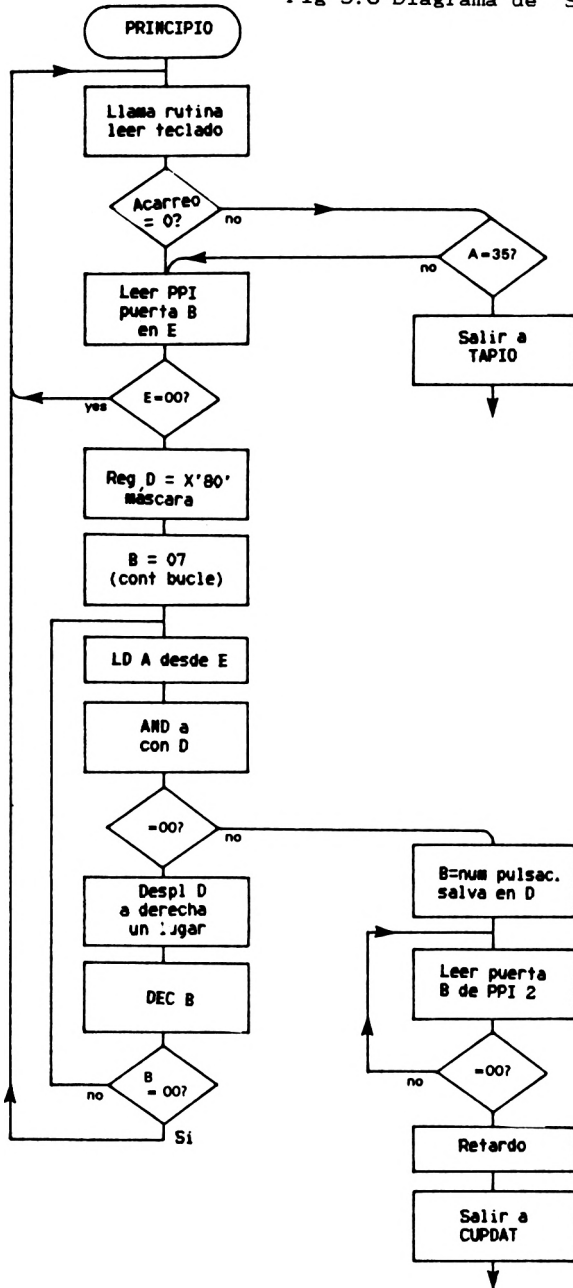 Fig 5.6 Diagrama de
PRINCIPIO
Llama rutina
leer teclado
Acarreo
= 0?
no
A=35?
no
Leer PPI
puerta B
en E
Salir a
TAPIO
E=00?
yes
Reg D = X'80'
máscara
B = 07
(cont bucle)
LD A desde E
AND a
con D
=00?
no
B=num pulsac.
salva en D
Despl D
a derecha
un lugar
Leer puerta
B de PPI 2
DEC B
=00?
no
B
= 00?
no
Si
Retardo
Salir a
CUPDAT